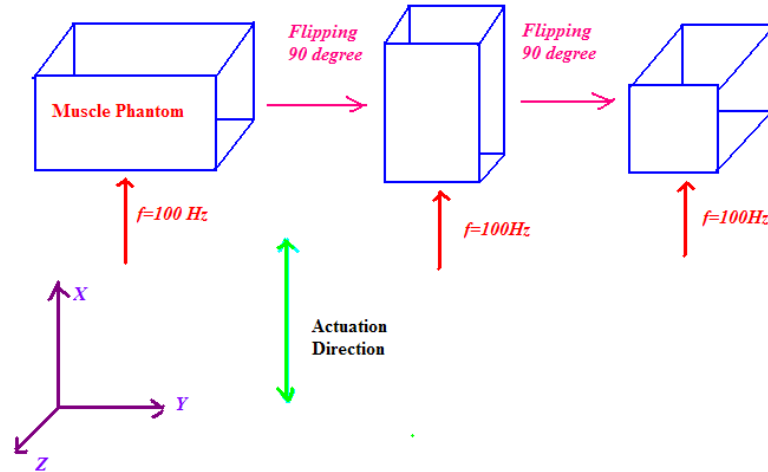 Flipping
90 degree
Flipping
90 degree
Muscle Phantom
f=100 Hz
f=100Hz
f=100Hz
X
Actuation
Direction
Y
Z